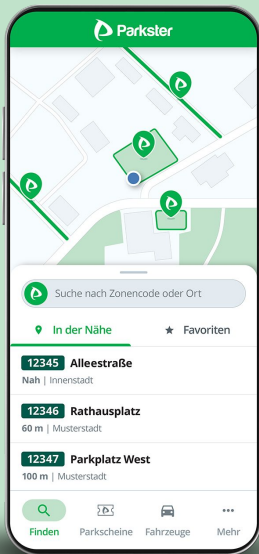 Parkster
Suche nach Zonencode oder Ort
In der Nähe Favoriten
12345 Alleestraße
Nah | Innenstadt
12346 Rathausplatz
60 m | Musterstadt
12347 Parkplatz West
100 m | Musterstadt
Finden Parkscheine Fahrzeuge Mehr